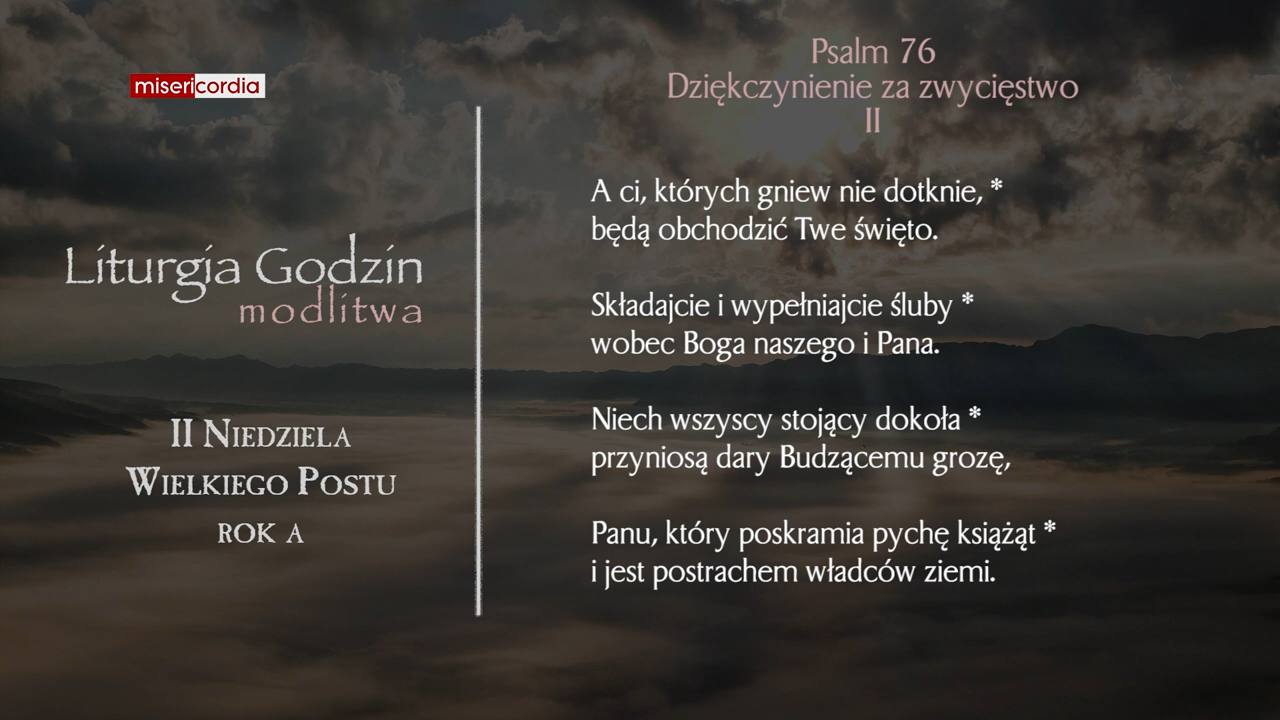 misericordia
Liturgia Godzin
modlitwa
II Niedziela
Wielkiego Postu
rok A
Psalm 76
Dziękczynienie za zwycięstwo
II
A ci, których gniew nie dotknie, *
będą obchodzić Twe święto.
Składajcie i wypełniajcie śluby *
wobec Boga naszego i Pana.
Niech wszyscy stojący dokoła *
przyniosą dary Budzącemu grozę,
Panu, który poskramia pychę książąt *
i jest postrachem władców ziemi.